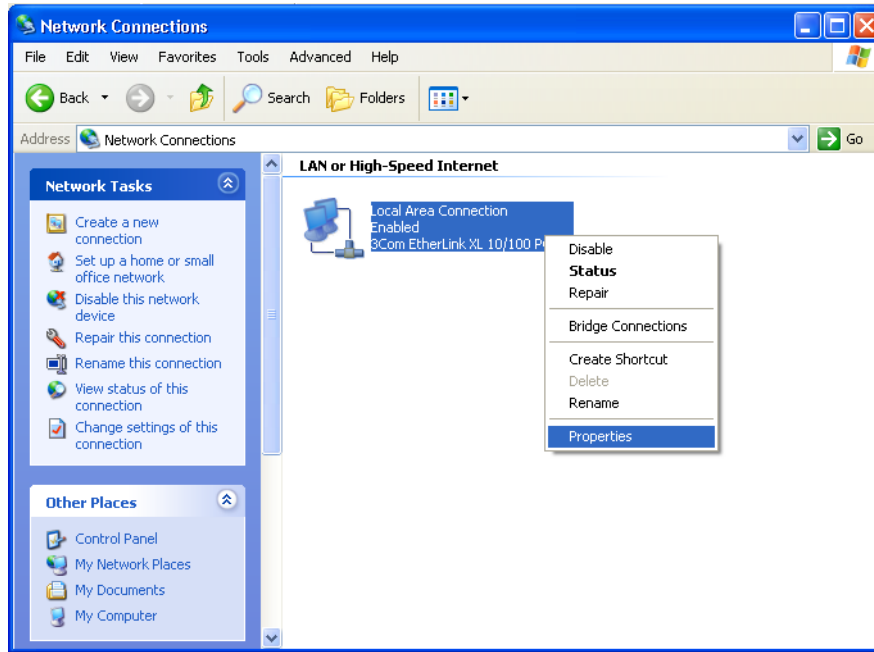 Network Connections
File Edit View Favorites Tools Advanced Help
Back Search Folders
Address Network Connections Go
Network Tasks
Create a new
connection
Set up a home or small
office network
Disable this network
device
Repair this connection
Rename this connection
View status of this
connection
Change settings of this
connection
Other Places
Control Panel
My Network Places
My Documents
My Computer
LAN or High-Speed Internet
Local Area Connection
Enabled
3Com EtherLink XL 10/100
Disable
Status
Repair
Bridge Connections
Create Shortcut
Delete
Rename
Properties